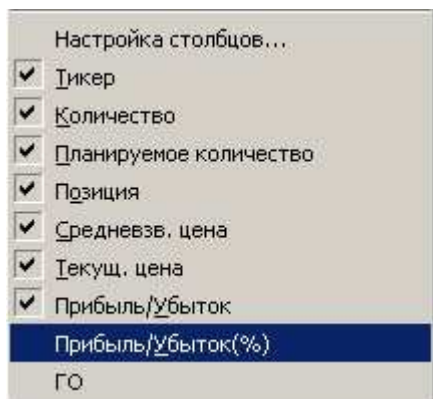 Настройка столбцов...
Тикер
Количество
Планируемое количество
Позиция
Средневзв. цена
Текущ. цена
Прибыль/Убыток
Прибыль/Убыток(%)
ГО